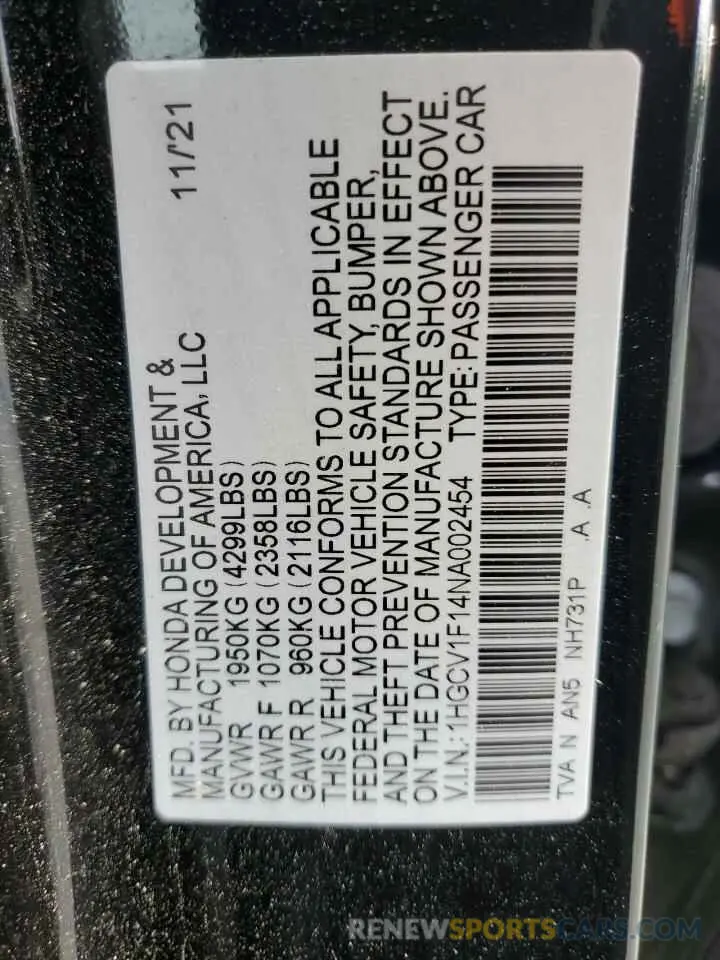 MFD. BY HONDA DEVELOPMENT &
MANUFACTURING OF AMERICA, LLC 11/'21
GVWR 1950KG (4299LBS)
GAWR F 1070KG (2358LBS)
GAWR R 960KG (2116LBS)
THIS VEHICLE CONFORMS TO ALL APPLICABLE
FEDERAL MOTOR VEHICLE SAFETY, BUMPER,
AND THEFT PREVENTION STANDARDS IN EFFECT
ON THE DATE OF MANUFACTURE SHOWN ABOVE.
V.I.N.: 1HGCV1F14NA002454 TYPE: PASSENGER CAR
TVA N AN5 NH731P .A .A
RENEWSPORTSCARS.COM